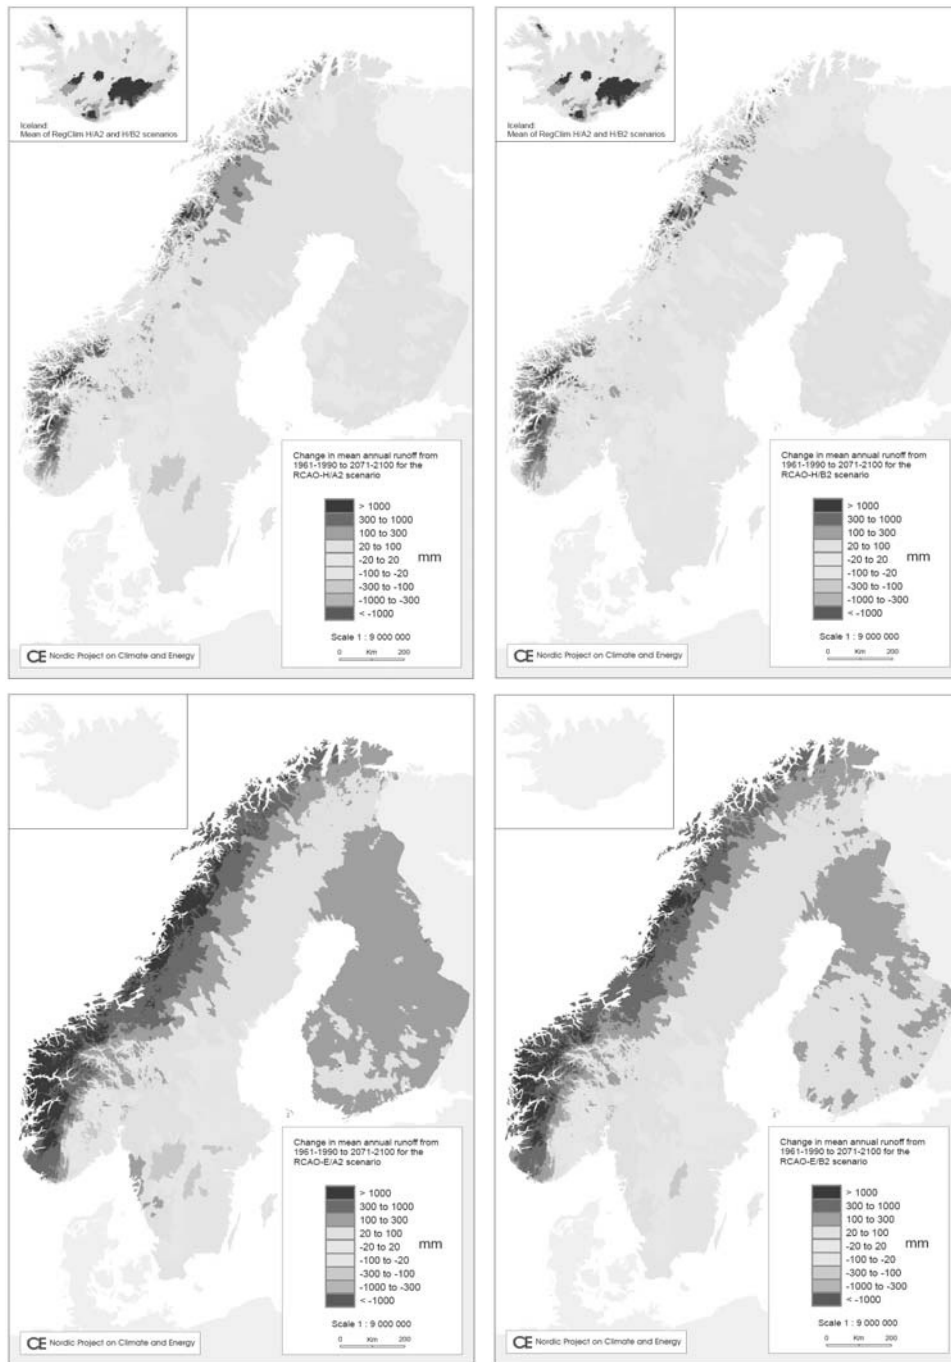 Iceland:
Mean of RegClim H/A2 and H/B2 scenarios
Change in mean annual runoff from
1961-1990 to 2071-2100 for the
RCAO-H/A2 scenario
> 1000
300 to 1000
100 to 300
20 to 100
-20 to 20
-100 to -20
-300 to -100
-1000 to -300
< -1000
mm
Scale 1 : 9 000 000
0 Km 200
CE Nordic Project on Climate and Energy
Iceland:
Mean of RegClim H/A2 and H/B2 scenarios
Change in mean annual runoff from
1961-1990 to 2071-2100 for the
RCAO-H/B2 scenario
> 1000
300 to 1000
100 to 300
20 to 100
-20 to 20
-100 to -20
-300 to -100
-1000 to -300
< -1000
mm
Scale 1 : 9 000 000
0 Km 200
CE Nordic Project on Climate and Energy
Change in mean annual runoff from
1961-1990 to 2071-2100 for the
RCAO-E/A2 scenario
> 1000
300 to 1000
100 to 300
20 to 100
-20 to 20
-100 to -20
-300 to -100
-1000 to -300
< -1000
mm
Scale 1 : 9 000 000
0 Km 200
CE Nordic Project on Climate and Energy
Change in mean annual runoff from
1961-1990 to 2071-2100 for the
RCAO-E/B2 scenario
> 1000
300 to 1000
100 to 300
20 to 100
-20 to 20
-100 to -20
-300 to -100
-1000 to -300
< -1000
mm
Scale 1 : 9 000 000
0 Km 200
CE Nordic Project on Climate and Energy